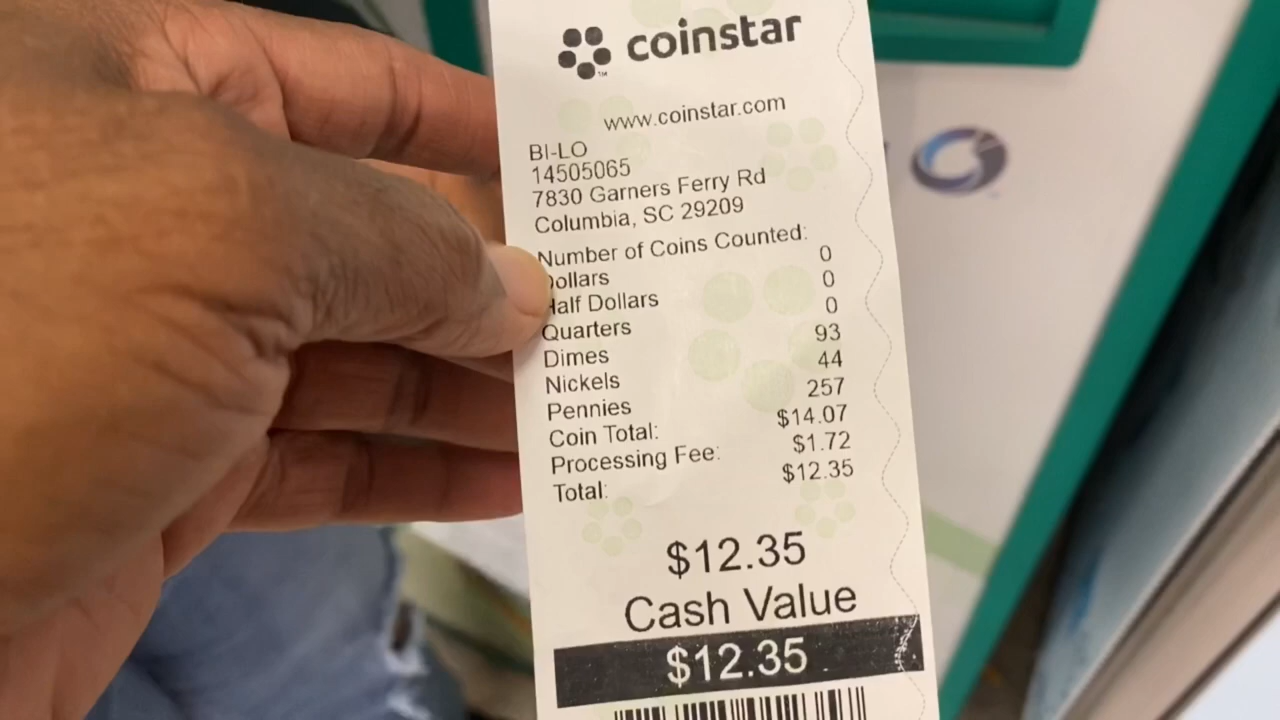 coinstar
TM
www.coinstar.com
BI-LO
14505065
7830 Garners Ferry Rd
Columbia, SC 29209
Number of Coins Counted:
Dollars 0
Half Dollars 0
Quarters 0
Dimes 93
Nickels 44
Pennies 257
Coin Total: $14.07
Processing Fee: $1.72
Total: $12.35
$12.35
Cash Value
$12.35